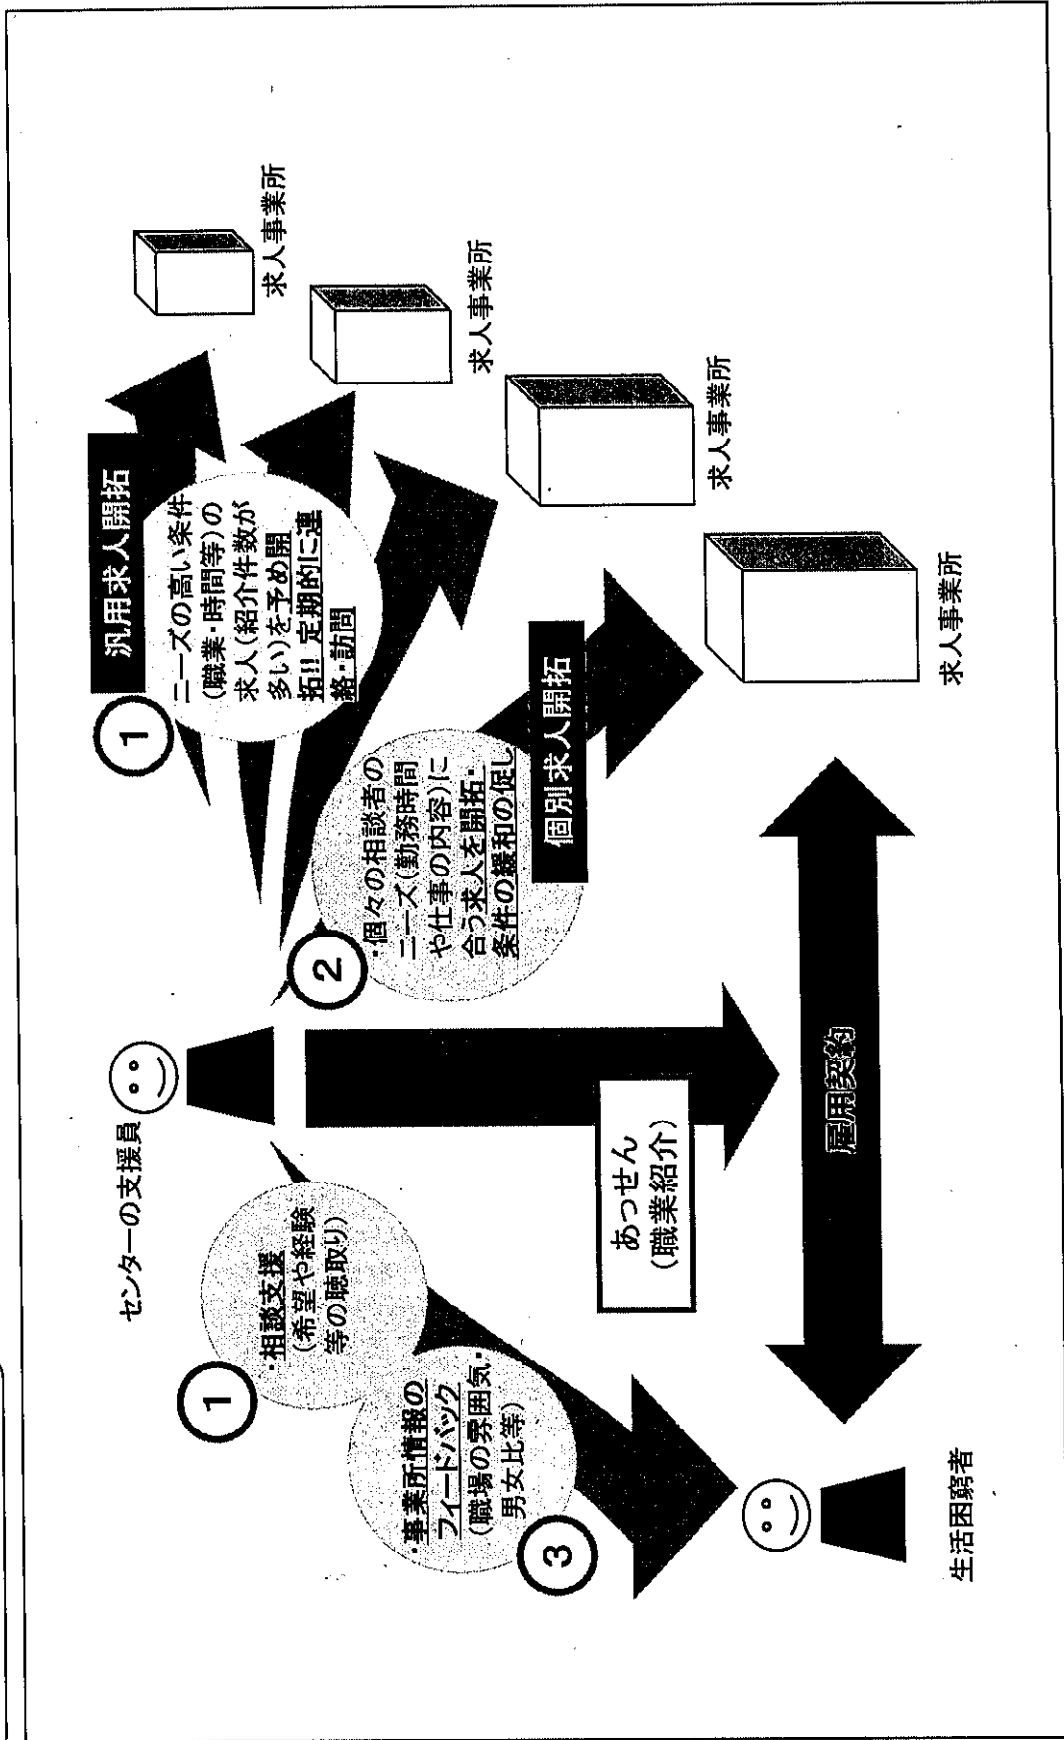 センターの支援員
1
・相談支援
(希望や経験
等の聴取り)
・事業所情報の
フィードバック
(職場の雰囲気・
男女比等)
3
生活困窮者
あっせん
(職業紹介)
雇用契約
1
汎用求人開拓
ニーズの高い条件
(職業・時間等)の
求人(紹介件数が
多い)を予め開
拓!! 定期的に連
絡・訪問
2
・個々の相談者の
ニーズ(勤務時間
や仕事の内容)に
合う求人を開拓・
条件の緩和の促し
個別求人開拓
求人事業所
求人事業所
求人事業所
求人事業所